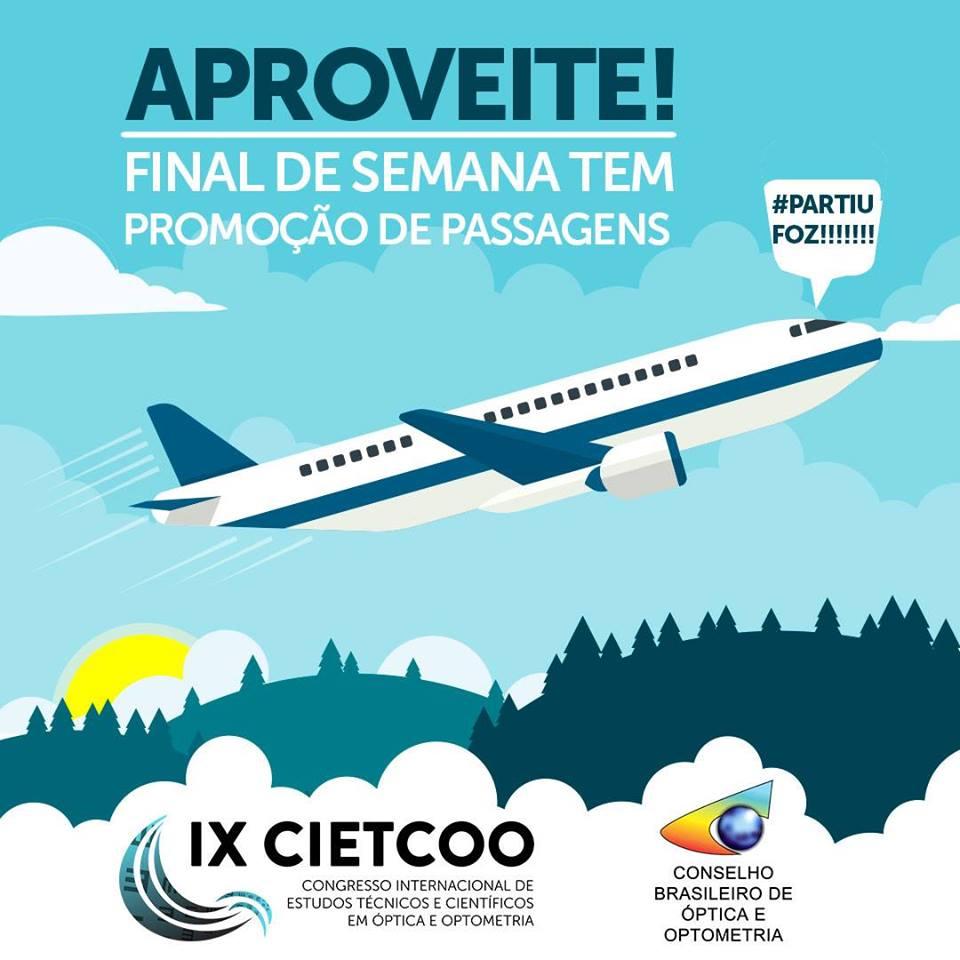 APROVEITE!
FINAL DE SEMANA TEM
PROMOÇÃO DE PASSAGENS
#PARTIU
FOZ!!!!!!!
IX CIETCOO
CONGRESSO INTERNACIONAL DE
ESTUDOS TÉCNICOS E CIENTÍFICOS
EM ÓPTICA E OPTOMETRIA
CONSELHO
BRASILEIRO DE
ÓPTICA E
OPTOMETRIA